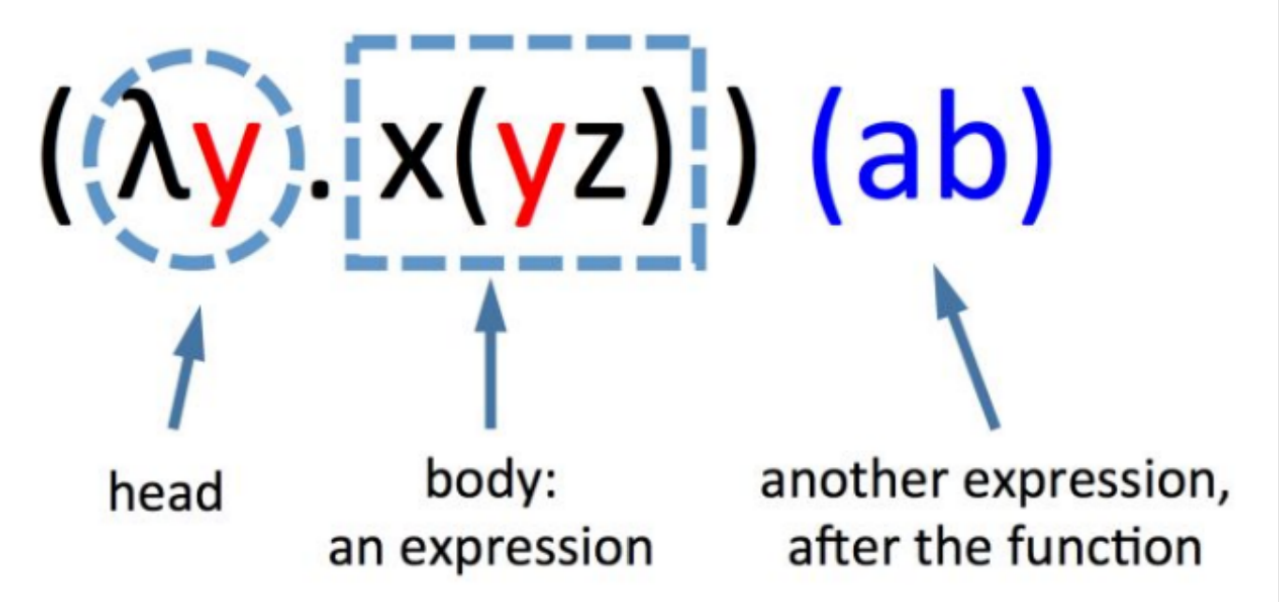 (λy. x(yz)) (ab)
head
body:
an expression
another expression,
after the function